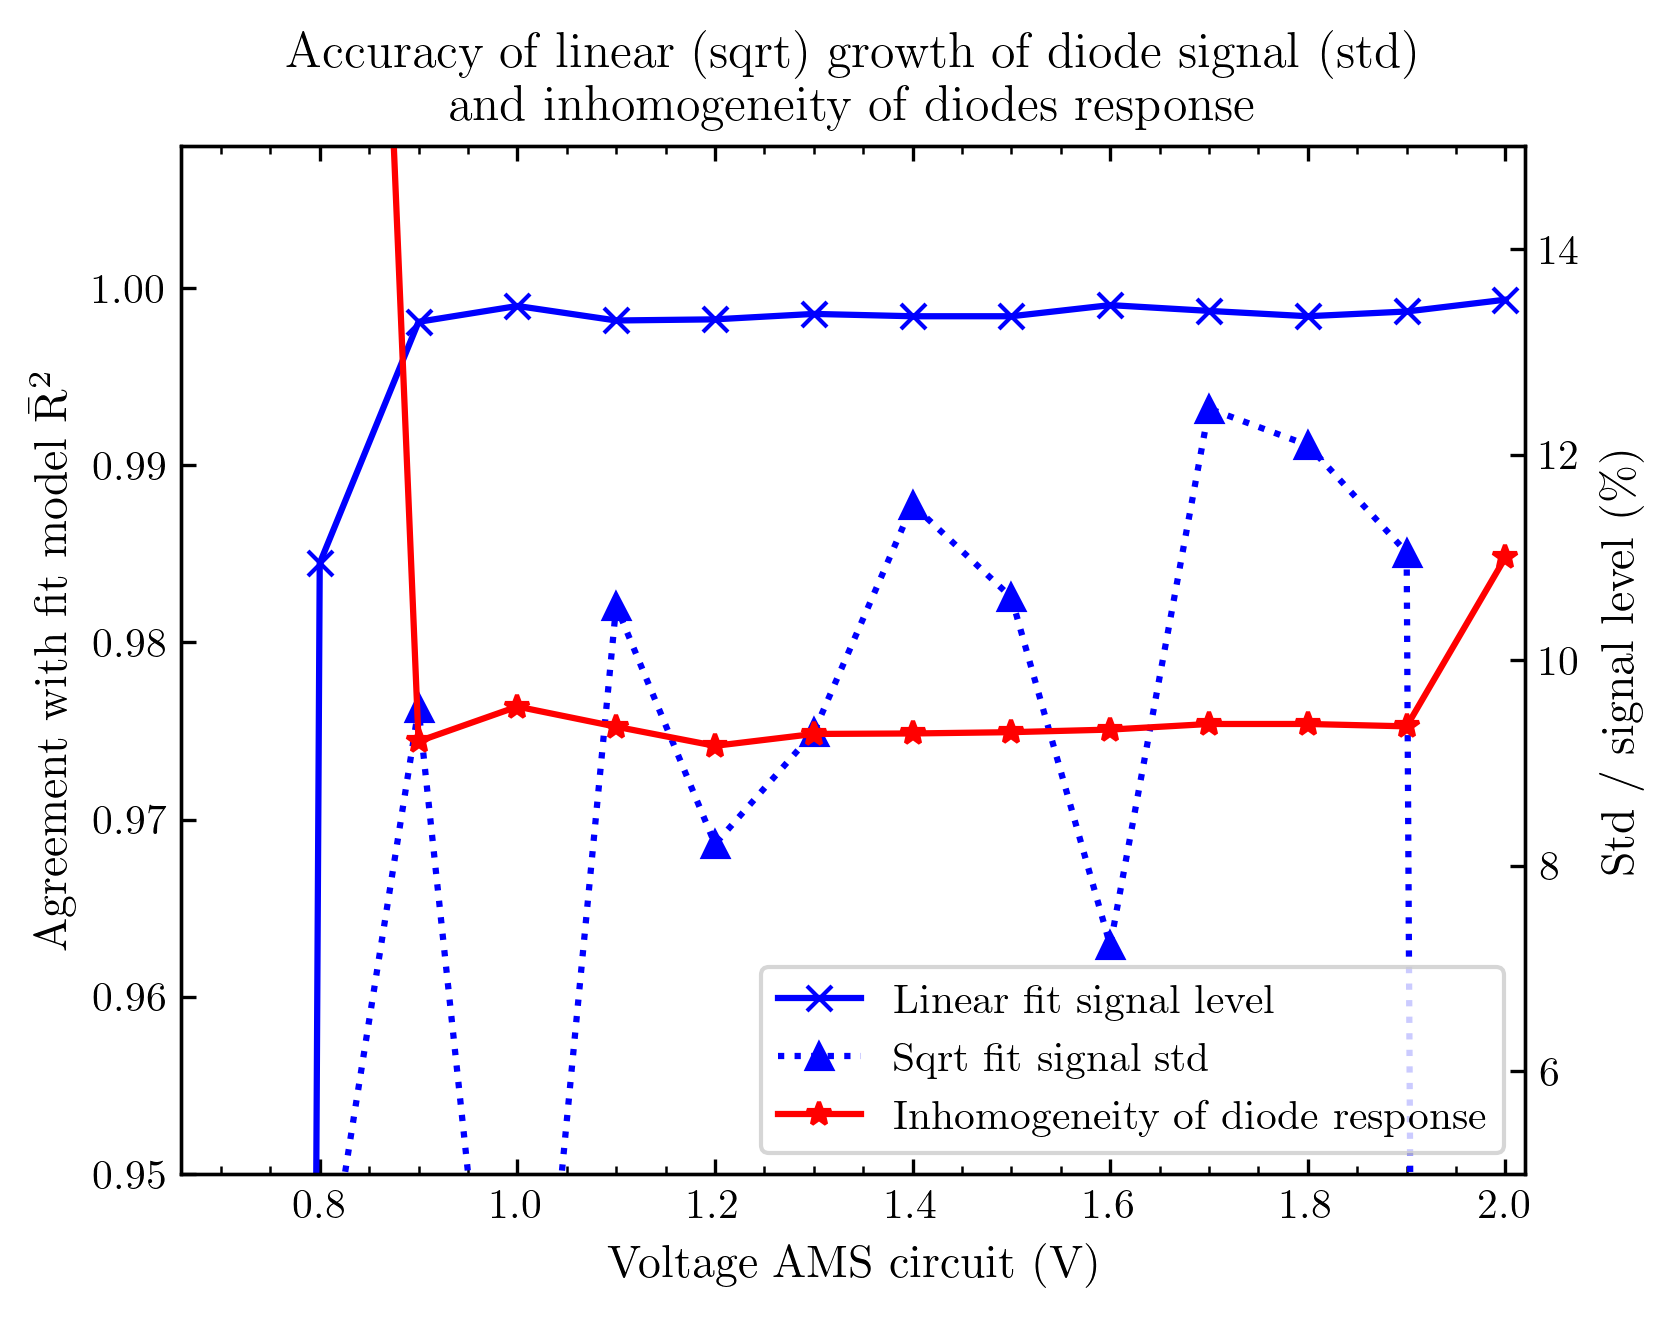 Accuracy of linear (sqrt) growth of diode signal (std)
and inhomogeneity of diodes response
Agreement with fit model R̄²
1.00
0.99
0.98
0.97
0.96
0.95
14
12
10
8
6
Std / signal level (%)
Linear fit signal level
Sqrt fit signal std
Inhomogeneity of diode response
0.8 1.0 1.2 1.4 1.6 1.8 2.0
Voltage AMS circuit (V)